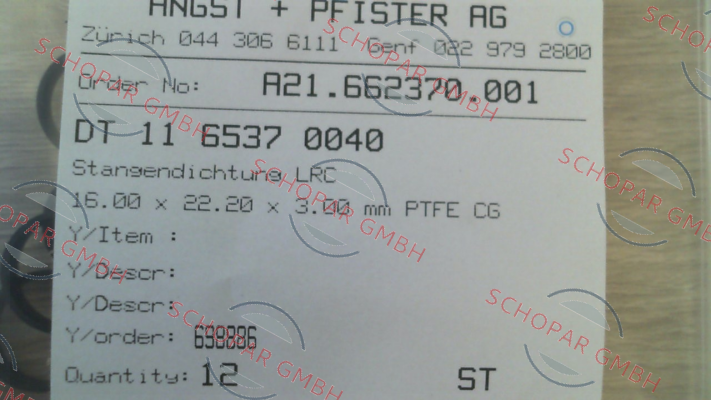 ANGST + PFISTER AG
Zürich 044 306 6111 Genf 022 979 2800
Order No: A21.662370.001
DT 11 6537 0040
Stangendichtung LRC
16.00 x 22.20 x 3.00 mm PTFE CG
Y/Item :
Y/Descr:
Y/Descr:
Y/order: 698886
Quantity: 12 ST
SCHOPAR GMBH
SCHOPAR GMBH
SCHOPAR GMBH
SCHOPAR GMBH
SCHOPAR GMBH
SCHOPAR GMBH